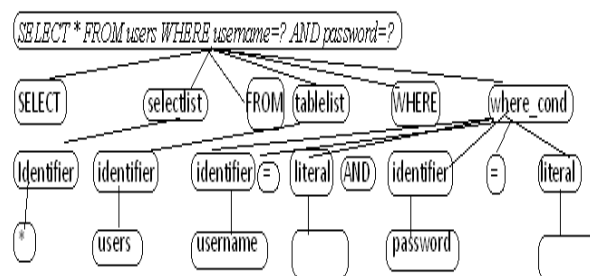 SELECT * FROM users WHERE username=? AND password=?
SELECT selectlist FROM tablelist WHERE where_cond
Identifier identifier identifier = literal AND identifier = literal
* users username password